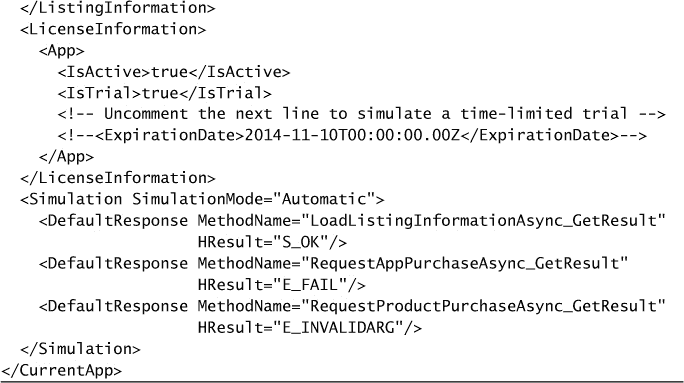 </ListingInformation>
  <LicenseInformation>
    <App>
      <IsActive>true</IsActive>
      <IsTrial>true</IsTrial>
      <!-- Uncomment the next line to simulate a time-limited trial -->
      <!--<ExpirationDate>2014-11-10T00:00:00.00Z</ExpirationDate>-->
    </App>
  </LicenseInformation>
  <Simulation SimulationMode="Automatic">
    <DefaultResponse MethodName="LoadListingInformationAsync_GetResult"
                     HResult="S_OK"/>
    <DefaultResponse MethodName="RequestAppPurchaseAsync_GetResult"
                     HResult="E_FAIL"/>
    <DefaultResponse MethodName="RequestProductPurchaseAsync_GetResult"
                     HResult="E_INVALIDARG"/>
  </Simulation>
</CurrentApp>